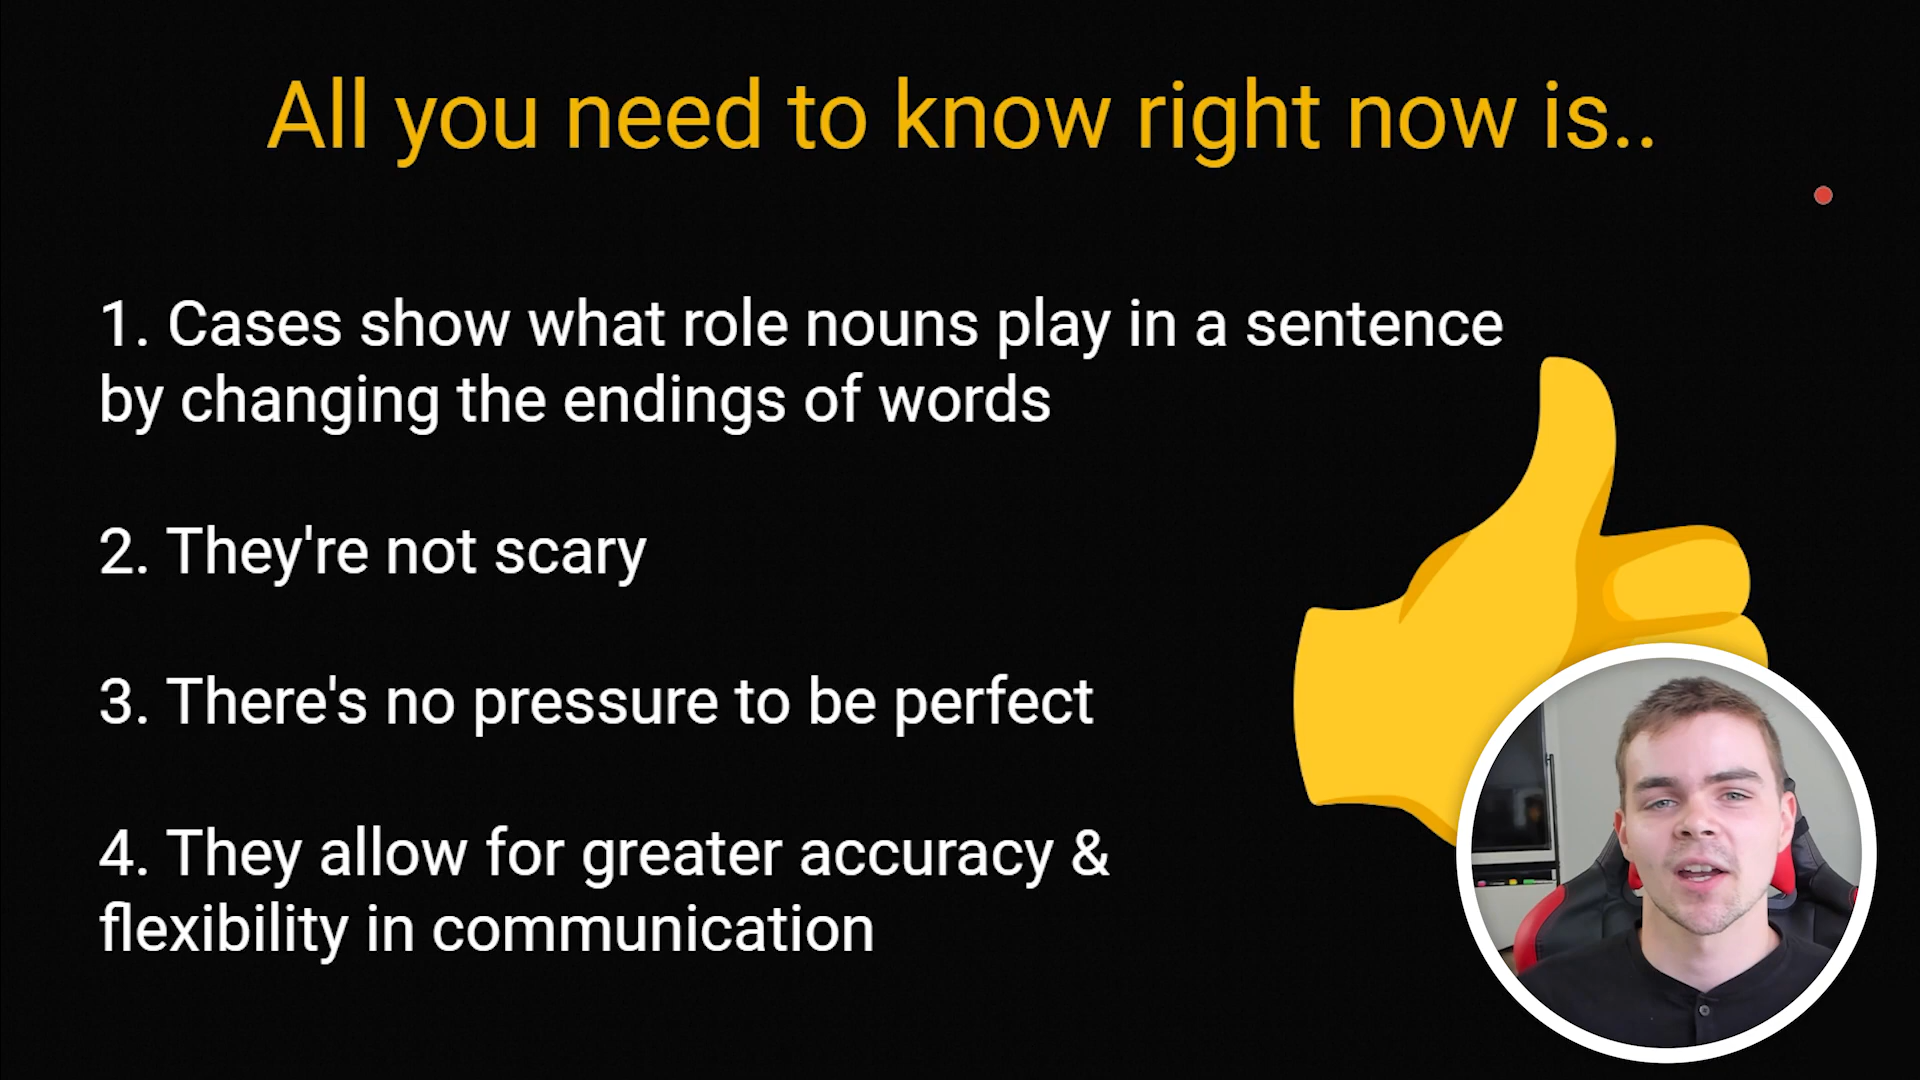 All you need to know right now is..
1. Cases show what role nouns play in a sentence
by changing the endings of words
2. They're not scary
3. There's no pressure to be perfect
4. They allow for greater accuracy &
flexibility in communication